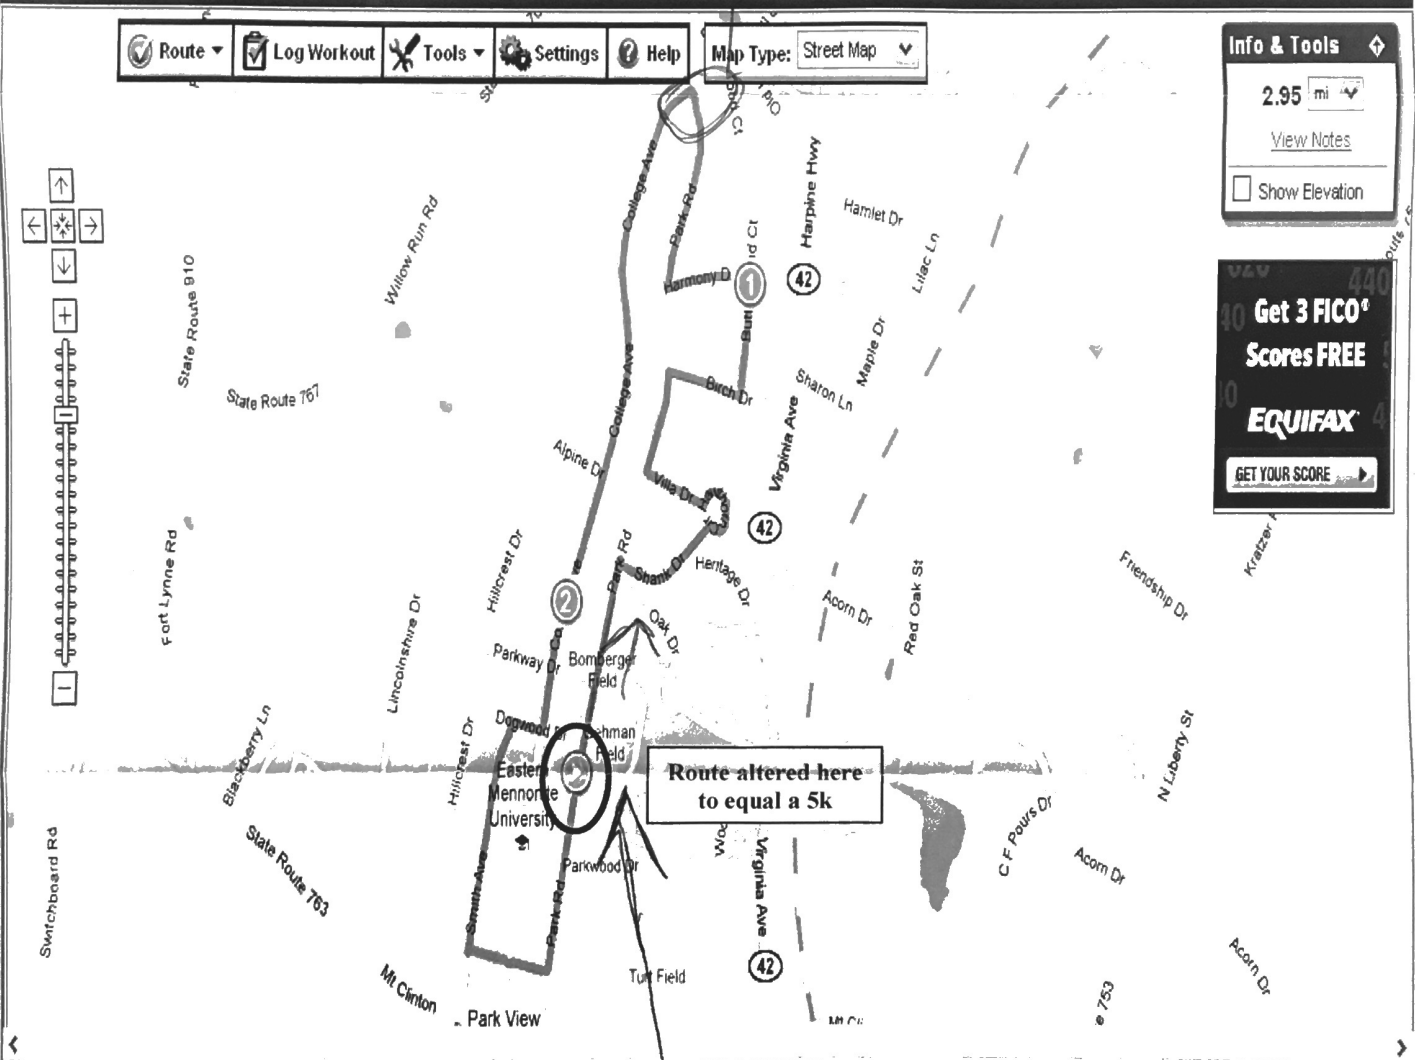 Route
Log Workout
Tools
Settings
Help
Map Type:
Street Map
Info & Tools
2.95
mi
View Notes
Show Elevation
Get 3 FICO®
Scores FREE
EQUIFAX
GET YOUR SCORE
College Ave
Park Rd
Harpine Hwy
Hamlet Dr
Lilac Ln
Willow Run Rd
State Route 910
Harmony D
1
42
Maple Dr
Birch Dr
Sharon Ln
State Route 767
College Ave
Virginia Ave
Alpine Dr
Villa Dr
42
Hillcrest Dr
Park Rd
Shank Dr
Heritage Dr
Fort Lynne Rd
2
Friendship Dr
Red Oak St
Acorn Dr
Oak Dr
Lincolnshire Dr
Parkway Dr
Bomberger
Field
Blackberry Ln
Hillcrest Dr
Dogwood Dr
Lehman
Field
N Liberty St
Eastern
Mennonite
University
2
Route altered here
to equal a 5k
C F Pours Dr
Acorn Dr
Parkwood Dr
Virginia Ave
State Route 763
Switchboard Rd
Smith Ave
Park Rd
42
Turf Field
Acorn Dr
Mt Clinton
Park View
e 753